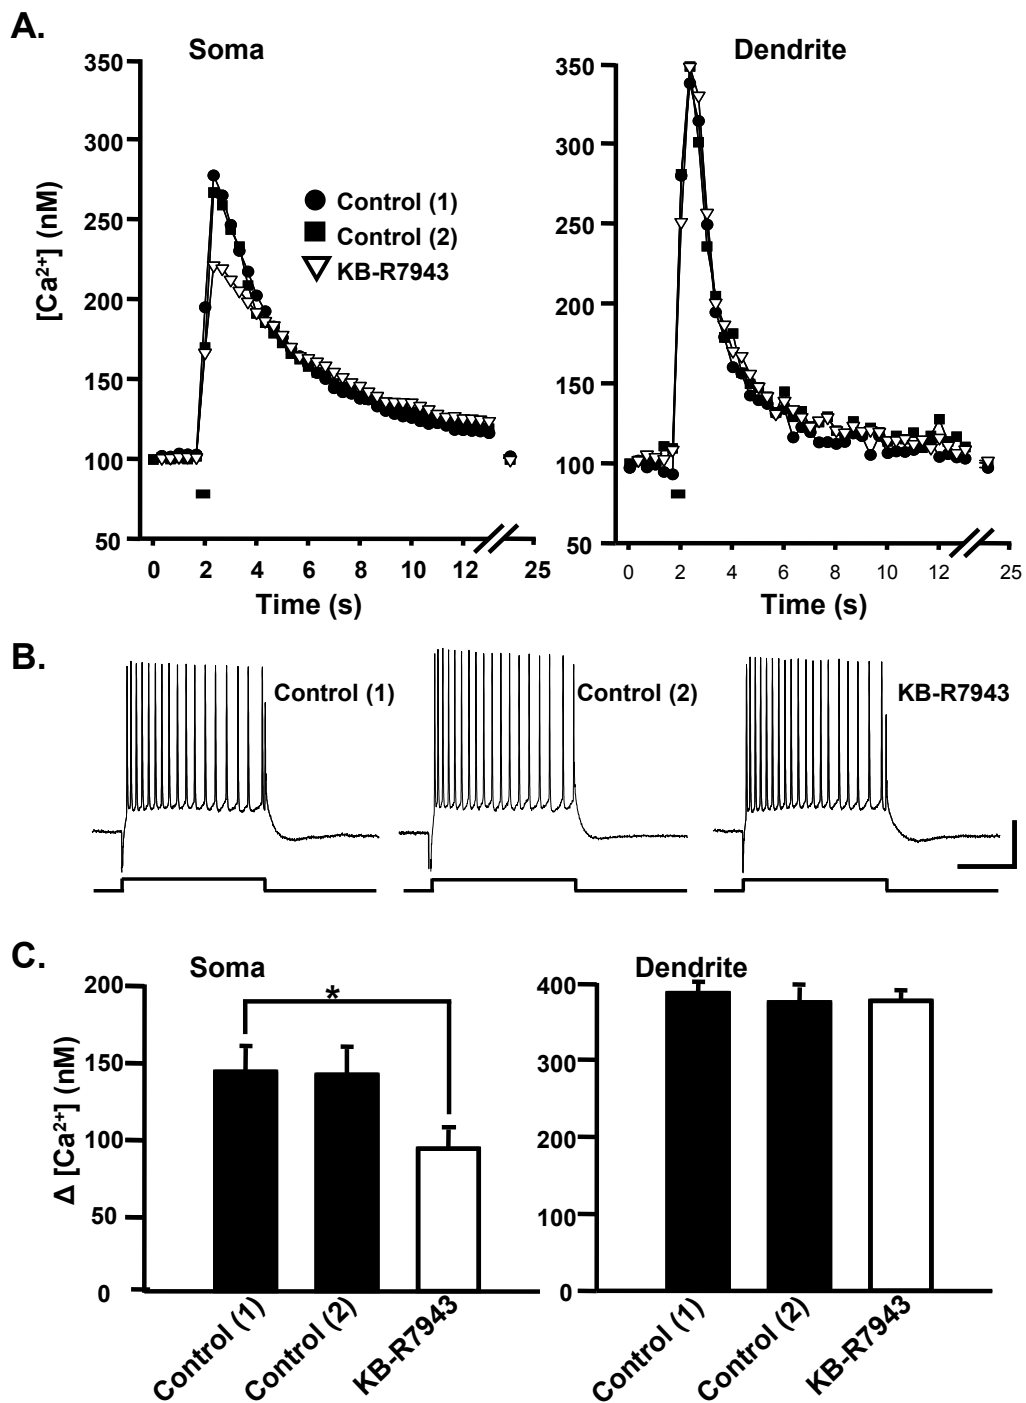 A.
Soma
Dendrite
350
300
250
200
150
100
50
[Ca²⁺] (nM)
Control (1)
Control (2)
KB-R7943
0 2 4 6 8 10 12 25
Time (s)
350
300
250
200
150
100
50
0 2 4 6 8 10 12 25
Time (s)
B.
Control (1)
Control (2)
KB-R7943
C.
Soma
Dendrite
200
150
100
50
0
Δ [Ca²⁺] (nM)
*
Control (1)
Control (2)
KB-R7943
400
300
200
100
0
Control (1)
Control (2)
KB-R7943